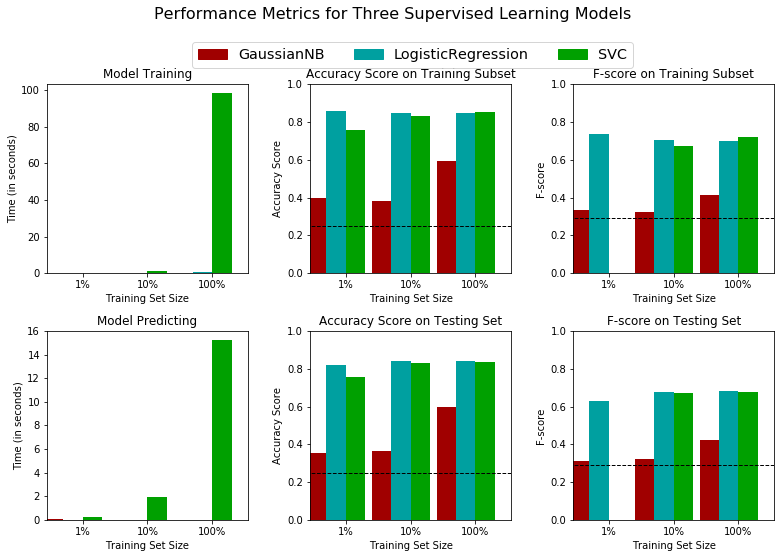 Performance Metrics for Three Supervised Learning Models
GaussianNB LogisticRegression SVC
Model Training
Time (in seconds)
100
80
60
40
20
0
1% 10% 100%
Training Set Size
Accuracy Score on Training Subset
Accuracy Score
1.0
0.8
0.6
0.4
0.2
0.0
1% 10% 100%
Training Set Size
F-score on Training Subset
F-score
1.0
0.8
0.6
0.4
0.2
0.0
1% 10% 100%
Training Set Size
Model Predicting
Time (in seconds)
16
14
12
10
8
6
4
2
0
1% 10% 100%
Training Set Size
Accuracy Score on Testing Set
Accuracy Score
1.0
0.8
0.6
0.4
0.2
0.0
1% 10% 100%
Training Set Size
F-score on Testing Set
F-score
1.0
0.8
0.6
0.4
0.2
0.0
1% 10% 100%
Training Set Size